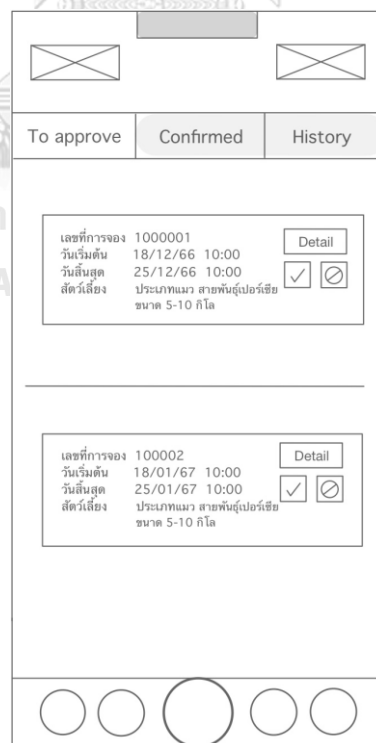 To approve Confirmed History
เลขที่การจอง 1000001
Detail
วันเริ่มต้น 18/12/66 10:00
วันสิ้นสุด 25/12/66 10:00
สัตว์เลี้ยง ประเภทแมว สายพันธุ์เปอร์เซีย
ขนาด 5-10 กิโล
เลขที่การจอง 100002
Detail
วันเริ่มต้น 18/01/67 10:00
วันสิ้นสุด 25/01/67 10:00
สัตว์เลี้ยง ประเภทแมว สายพันธุ์เปอร์เซีย
ขนาด 5-10 กิโล